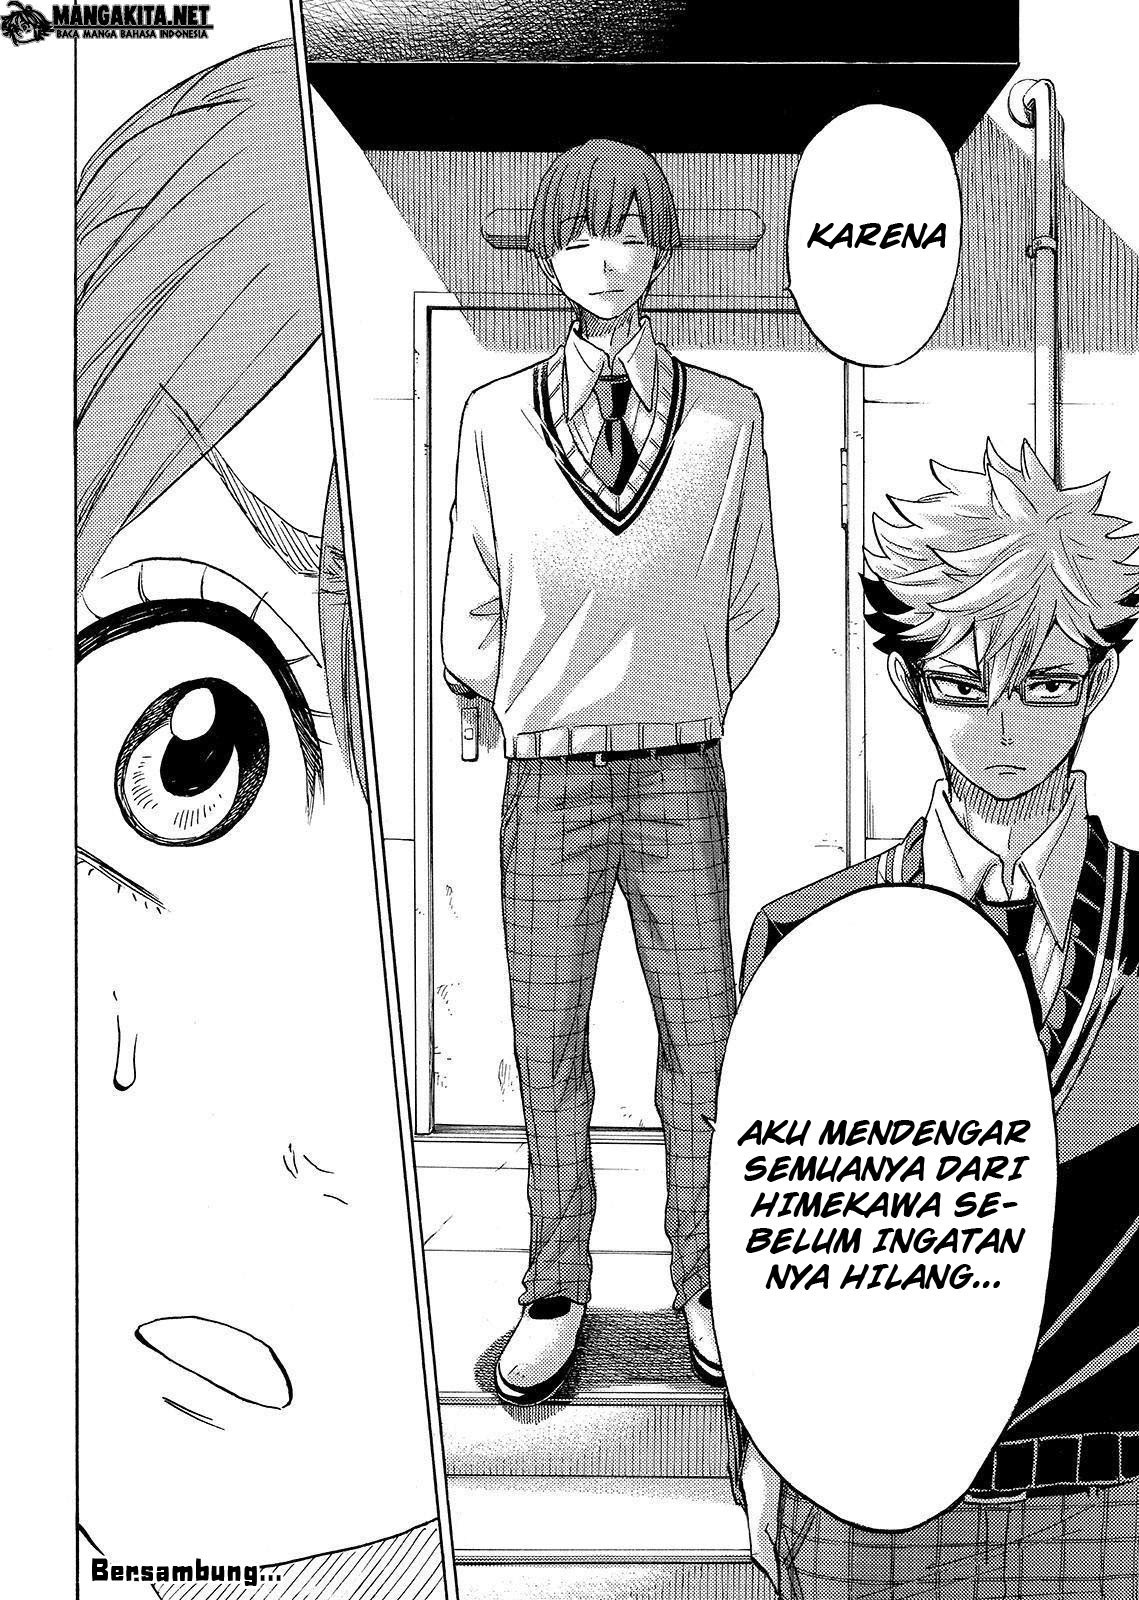 MANGAKITA.NET
BACA MANGA BAHASA INDONESIA
KARENA
AKU MENDENGAR
SEMUANYA DARI
HIMEKAWA SE-
BELUM INGATAN
NYA HILANG...
Bersambung...